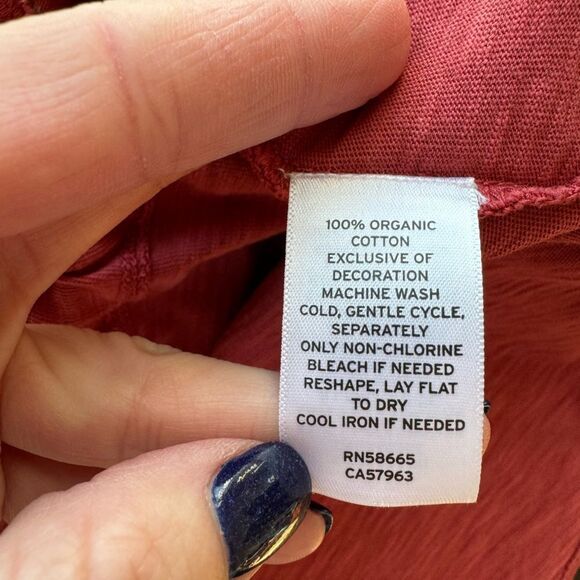 100% ORGANIC
COTTON
EXCLUSIVE OF
DECORATION
MACHINE WASH
COLD, GENTLE CYCLE,
SEPARATELY
ONLY NON-CHLORINE
BLEACH IF NEEDED
RESHAPE, LAY FLAT
TO DRY
COOL IRON IF NEEDED
RN58665
CA57963